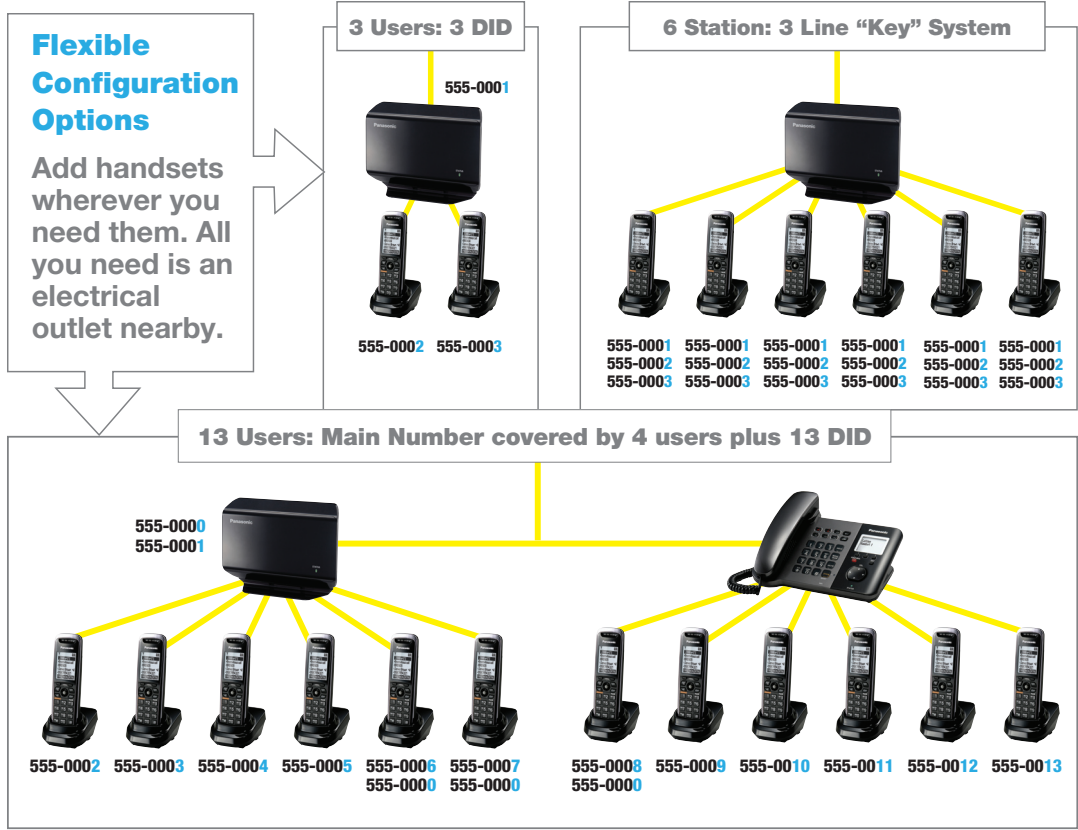 Flexible
Configuration
Options
Add handsets
wherever you
need them. All
you need is an
electrical
outlet nearby.
3 Users: 3 DID
555-0001
Panasonic
555-0002 555-0003
6 Station: 3 Line “Key” System
Panasonic
555-0001 555-0001 555-0001 555-0001 555-0001 555-0001
555-0002 555-0002 555-0002 555-0002 555-0002 555-0002
555-0003 555-0003 555-0003 555-0003 555-0003 555-0003
13 Users: Main Number covered by 4 users plus 13 DID
555-0000
555-0001
Panasonic
Panasonic
555-0002 555-0003 555-0004 555-0005 555-0006 555-0007
555-0000 555-0000
555-0008 555-0009 555-0010 555-0011 555-0012 555-0013
555-0000